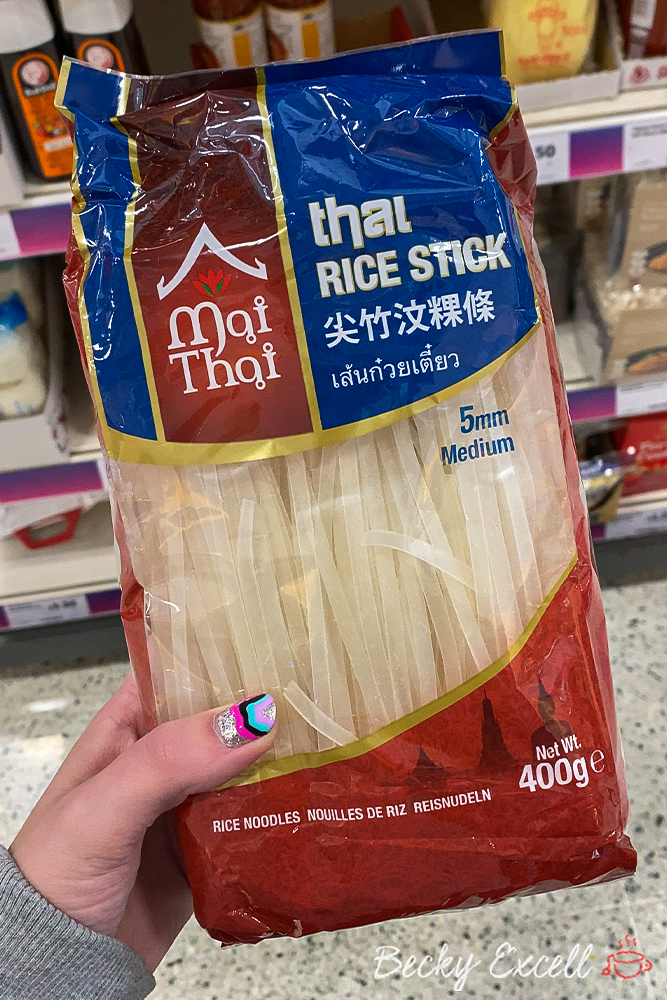 Mai
Thai
thai
RICE STICK
尖竹汶粿條
เส้นก๋วยเตี๋ยว
5mm
Medium
Net Wt.
400g e
RICE NOODLES NOUILLES DE RIZ REISNUDELN
50
Becky Excell